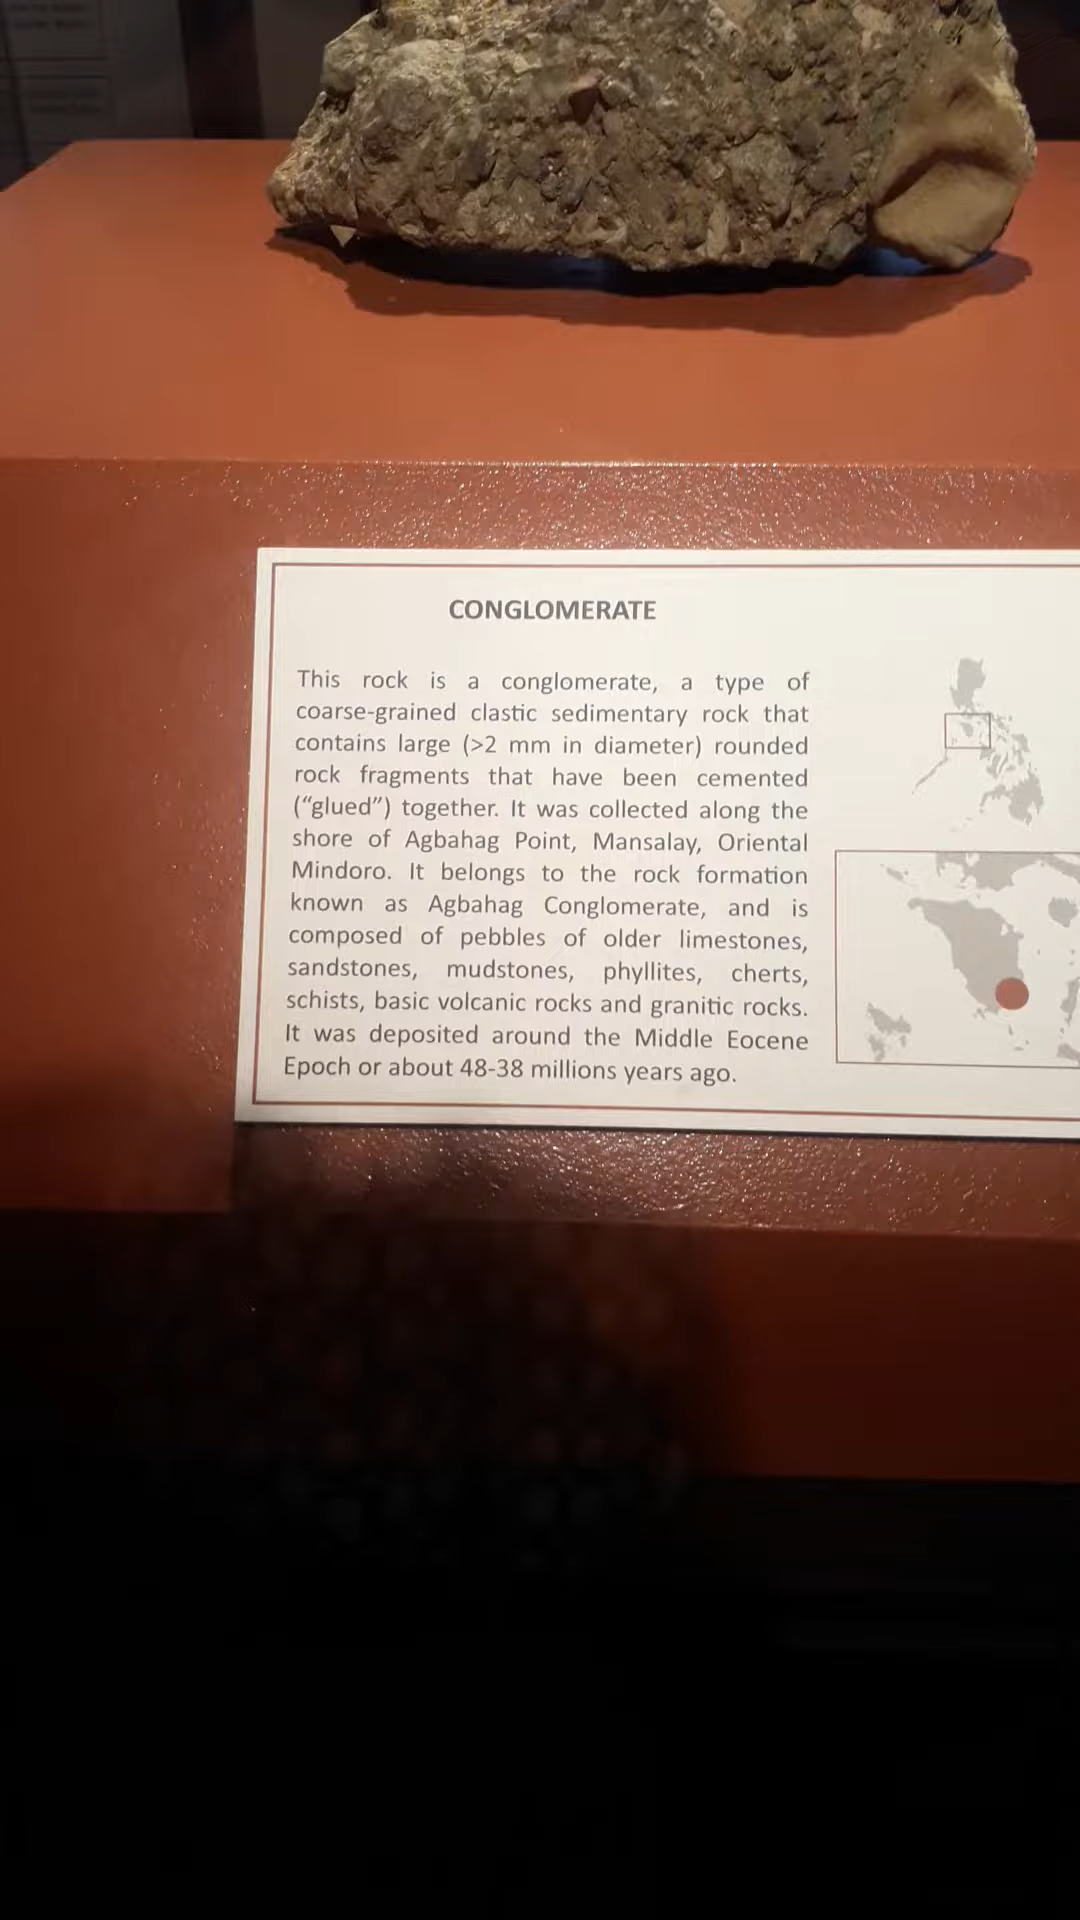 CONGLOMERATE
This rock is a conglomerate, a type of
coarse-grained clastic sedimentary rock that
contains large (>2 mm in diameter) rounded
rock fragments that have been cemented
(“glued”) together. It was collected along the
shore of Agbahag Point, Mansalay, Oriental
Mindoro. It belongs to the rock formation
known as Agbahag Conglomerate, and is
composed of pebbles of older limestones,
sandstones, mudstones, phyllites, cherts,
schists, basic volcanic rocks and granitic rocks.
It was deposited around the Middle Eocene
Epoch or about 48-38 millions years ago.